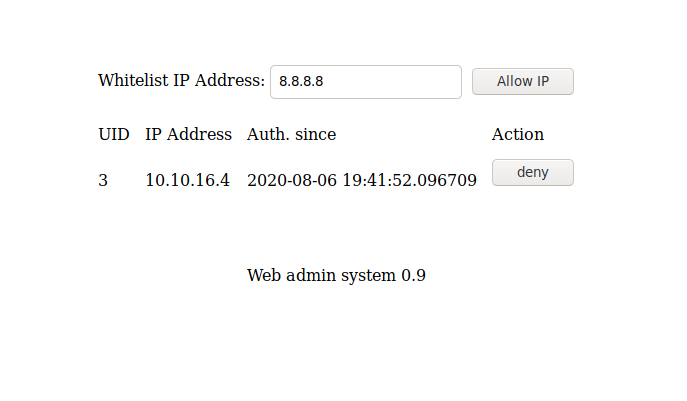 Whitelist IP Address: 8.8.8.8 Allow IP
UID IP Address Auth. since Action
3 10.10.16.4 2020-08-06 19:41:52.096709 deny
Web admin system 0.9